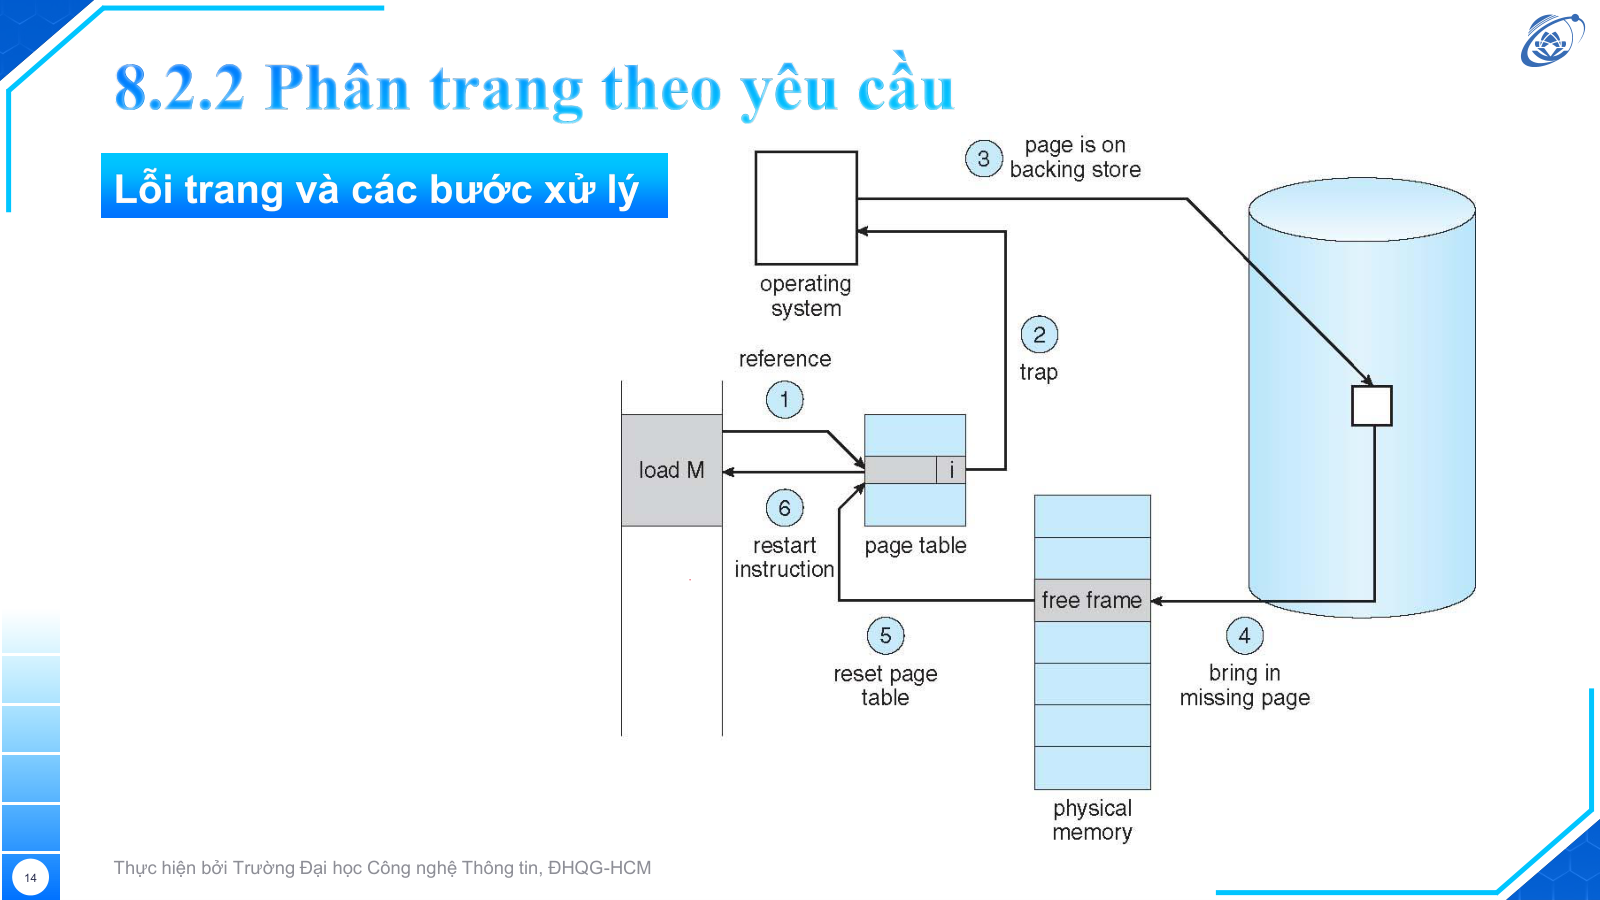 8.2.2 Phân trang theo yêu cầu
Lỗi trang và các bước xử lý
3
page is on
backing store
operating
system
2
trap
reference
1
load M
i
6
restart
instruction
page table
free frame
5
reset page
table
4
bring in
missing page
physical
memory
Thực hiện bởi Trường Đại học Công nghệ Thông tin, ĐHQG-HCM
14